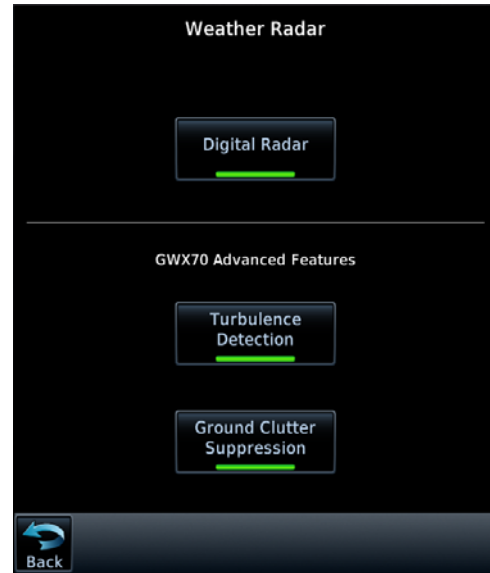 Weather Radar
Digital Radar
GWX70 Advanced Features
Turbulence
Detection
Ground Clutter
Suppression
Back